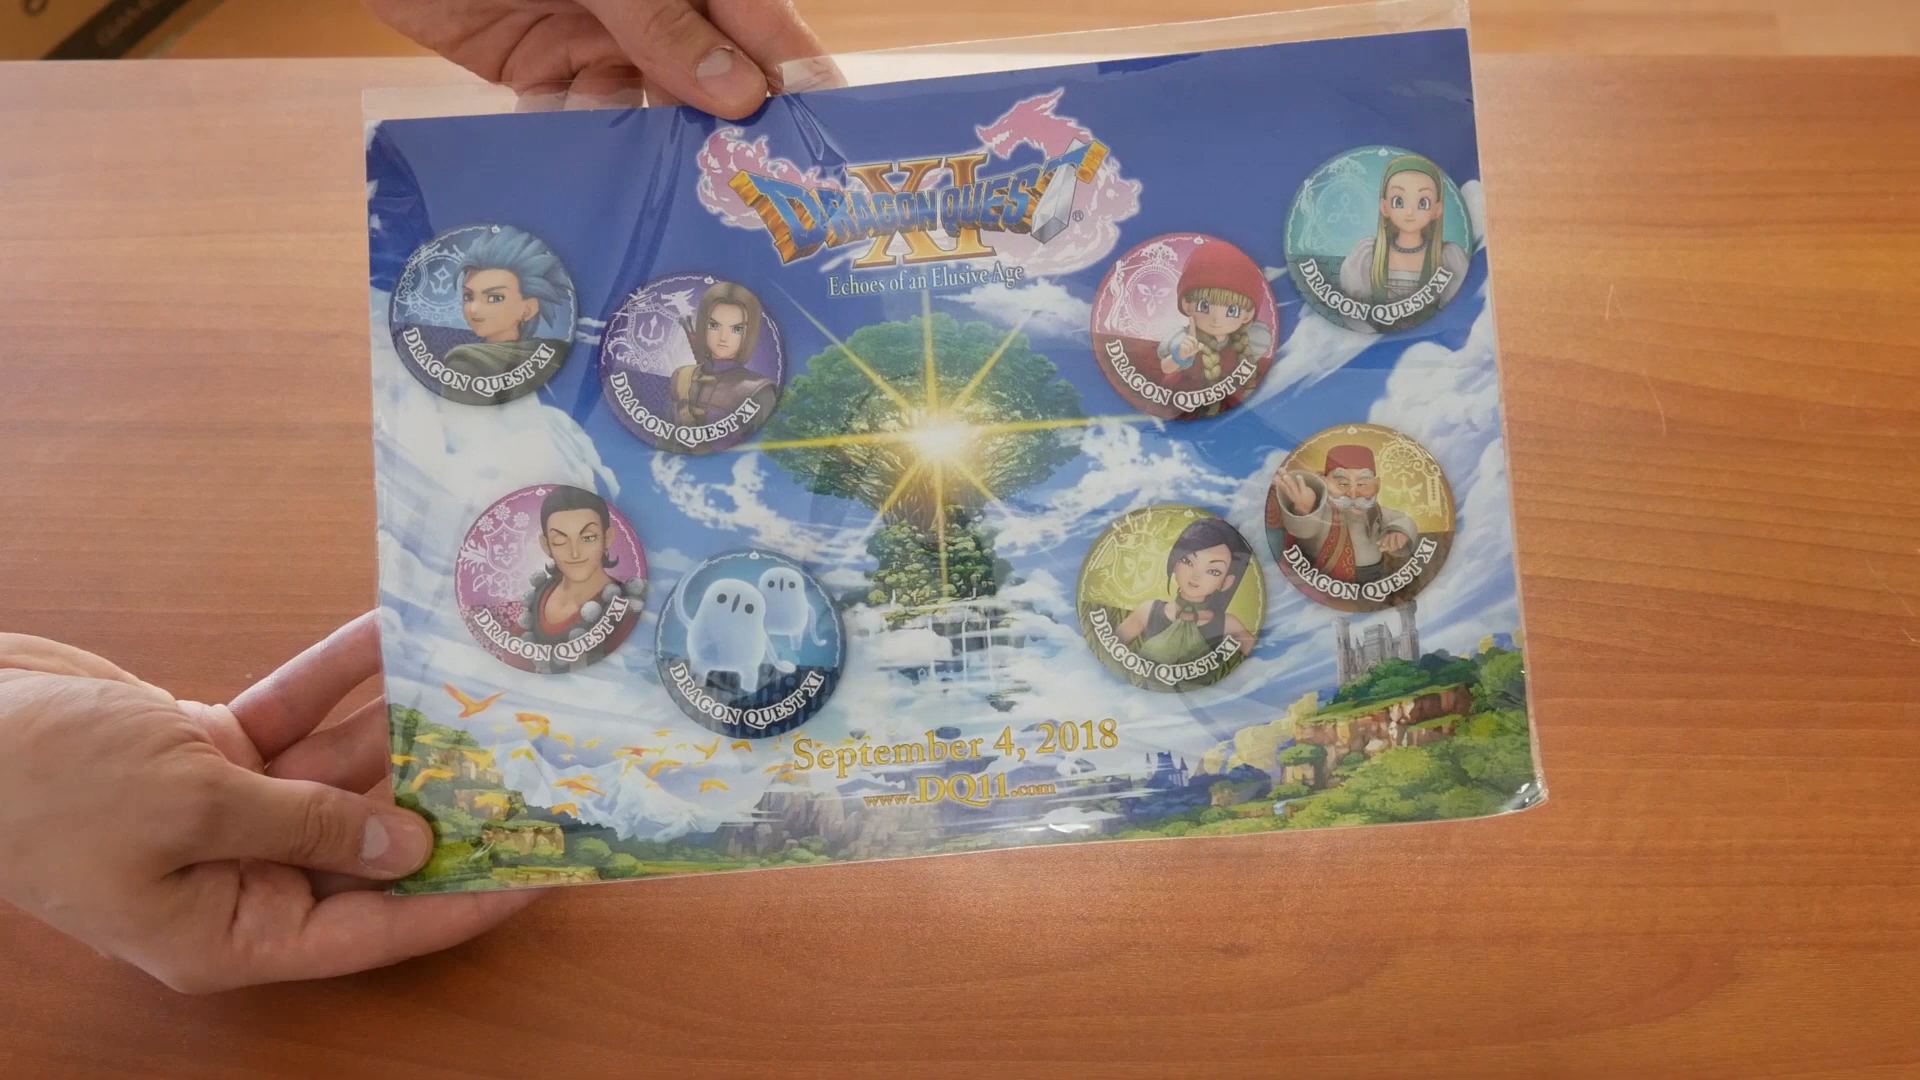 DRAGON QUEST
XI
®
Echoes of an Elusive Age
DRAGON QUEST XI
DRAGON QUEST XI
DRAGON QUEST XI
DRAGON QUEST XI
DRAGON QUEST XI
DRAGON QUEST XI
DRAGON QUEST XI
DRAGON QUEST XI
September 4, 2018
www.DQ11.com